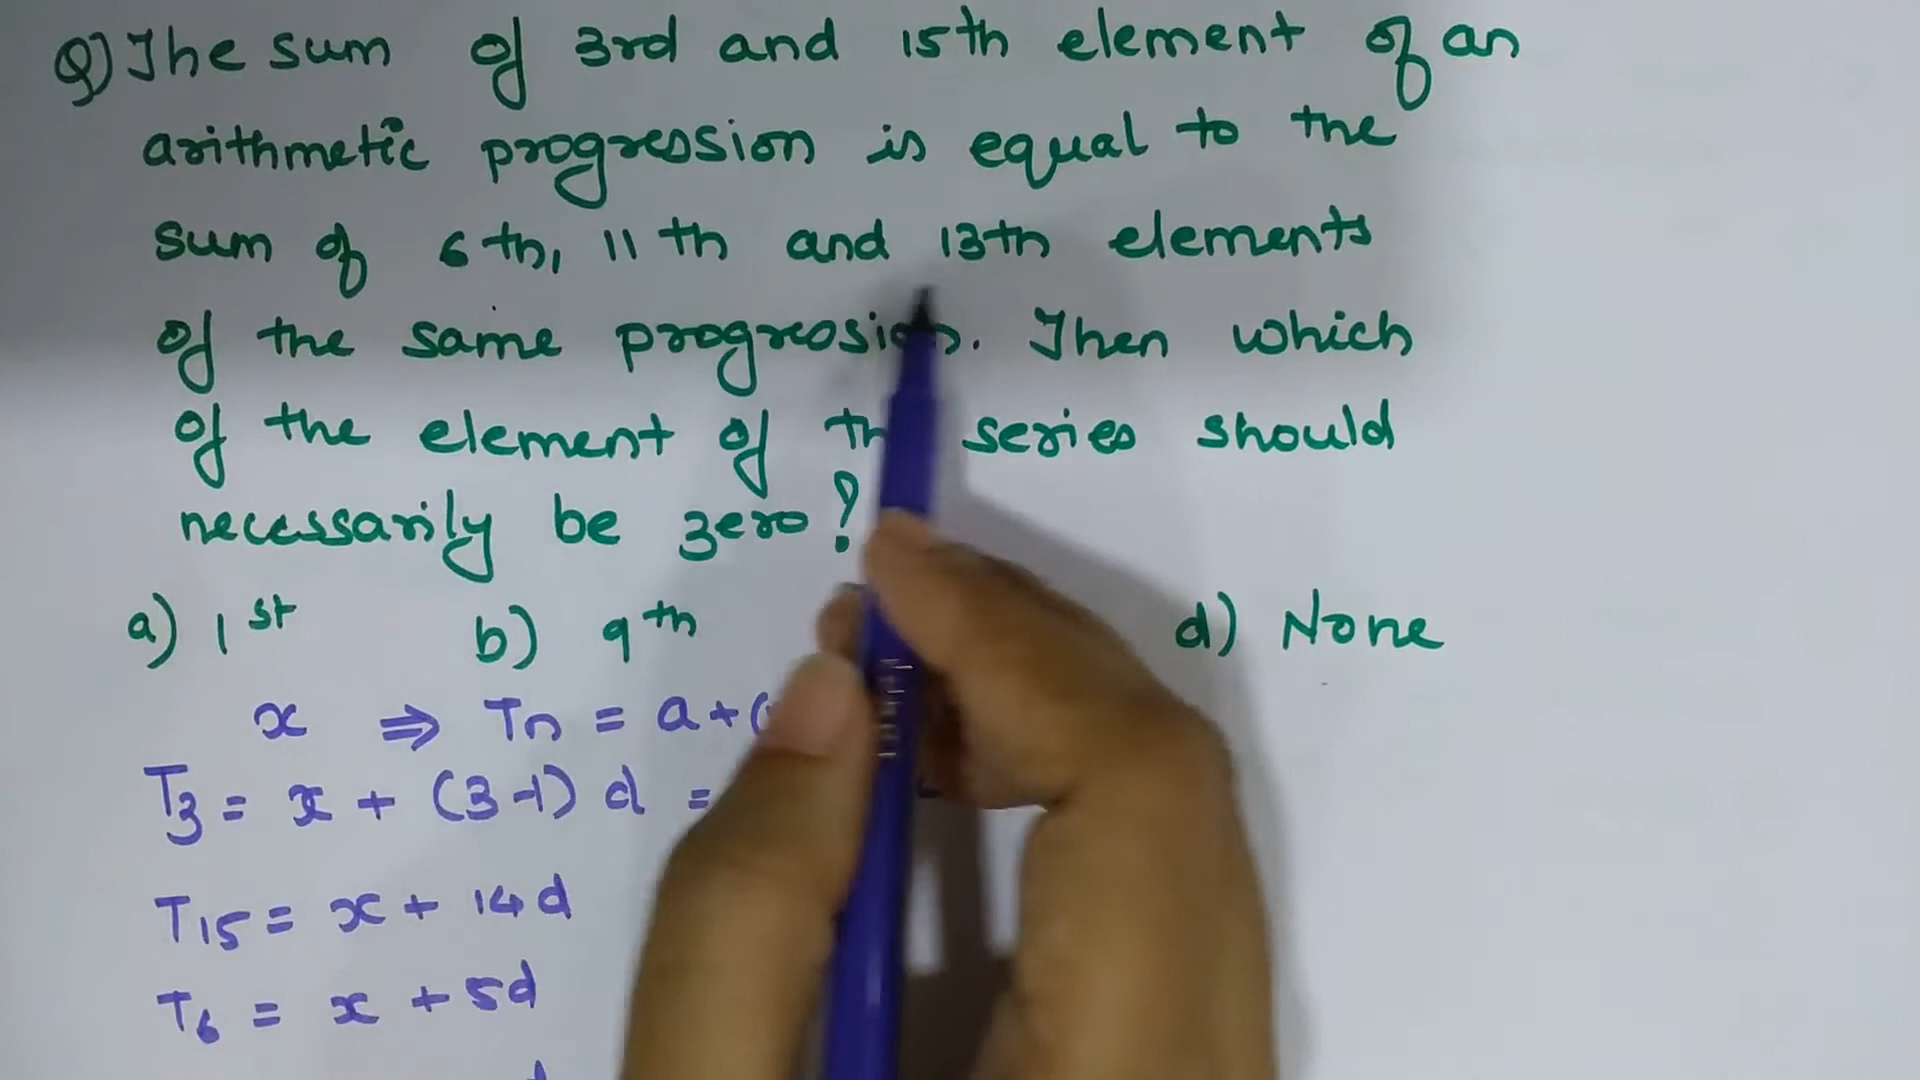 Q) The sum of 3rd and 15th element of an
arithmetic progression is equal to the
sum of 6th, 11th and 13th elements
of the same Then which
of the element of series should
necessarily be zero?
a) 1st b) 9th d) None
x ⇒ Tn = a + (
T3 = x + (3-1) d =
T15 = x + 14d
T6 = x + 5d